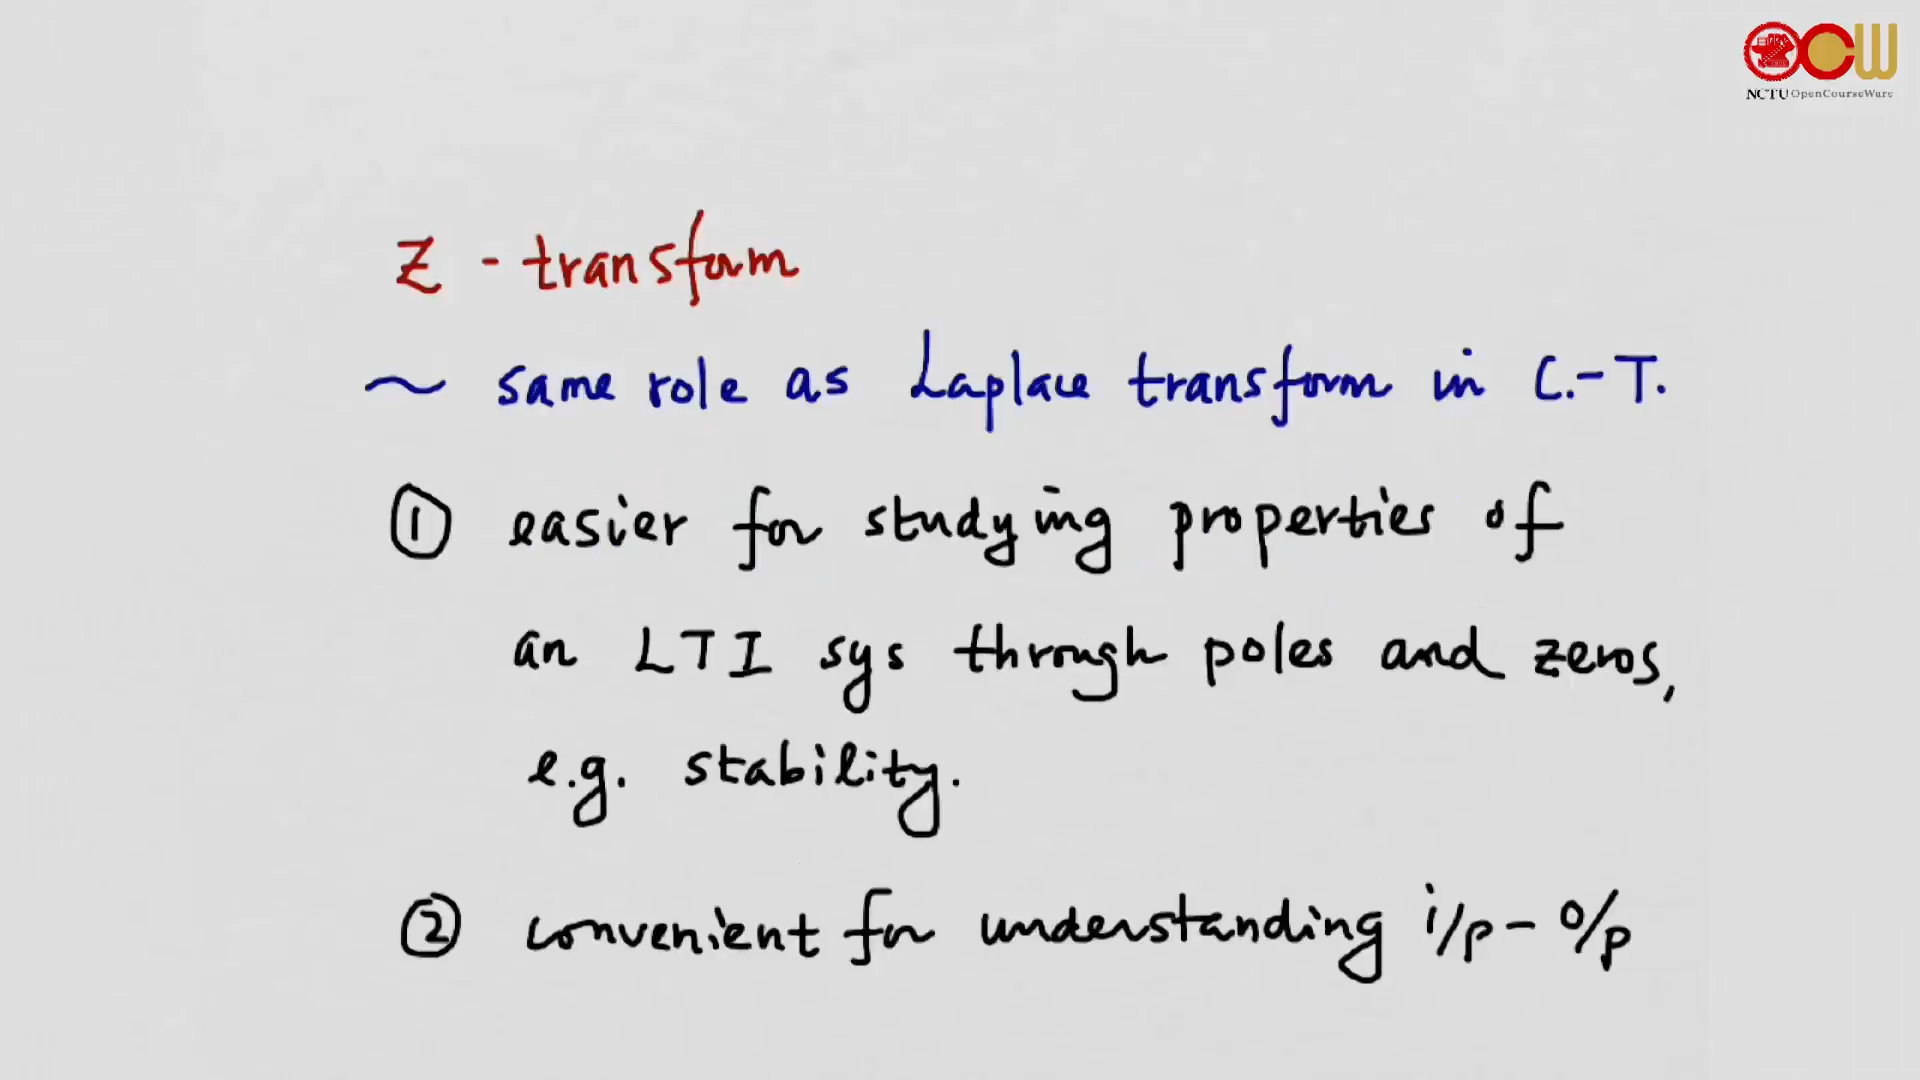 NCTU OpenCourseWare
Z - transform
~ same role as Laplace transform in C.-T.
① easier for studying properties of
an LTI sys through poles and zeros,
e.g. stability.
② convenient for understanding i/p - o/p